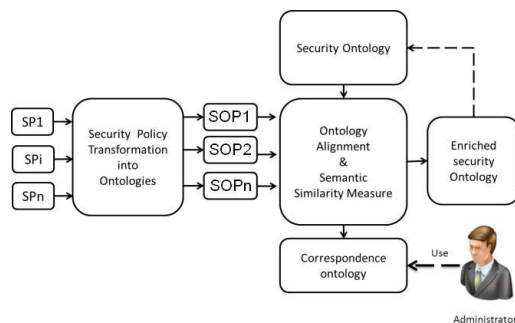 Security Ontology
SP1
SPi
SPn
Security Policy
Transformation
into
Ontologies
SOP1
SOP2
SOPn
Ontology
Alignment
&
Semantic
Similarity Measure
Enriched
security
Ontology
Correspondence
ontology
Use
Administrator